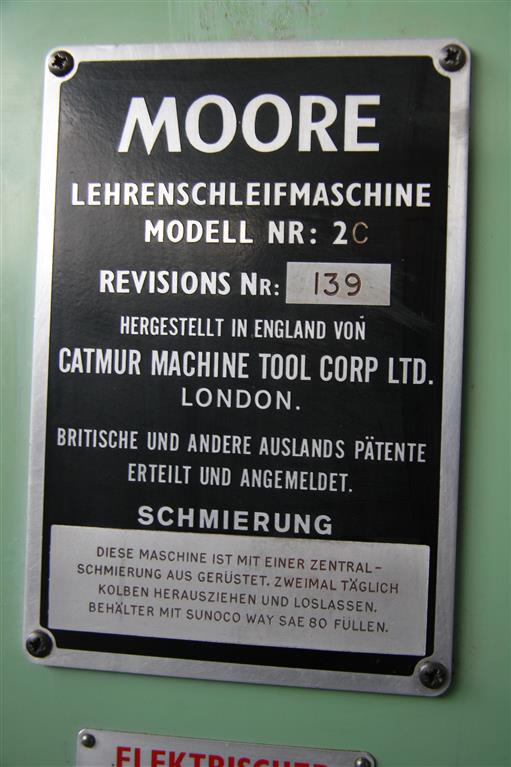 MOORE
LEHRENSCHLEIFMASCHINE
MODELL NR: 2C
REVISIONS NR: 139
HERGESTELLT IN ENGLAND VON
CATMUR MACHINE TOOL CORP LTD.
LONDON.
BRITISCHE UND ANDERE AUSLANDS PÄTENTE
ERTEILT UND ANGEMELDET.
SCHMIERUNG
DIESE MASCHINE IST MIT EINER ZENTRAL-
SCHMIERUNG AUS GERÜSTET. ZWEIMAL TÄGLICH
KOLBEN HERAUSZIEHEN UND LOSLASSEN.
BEHÄLTER MIT SUNOCO WAY SAE 80 FÜLLEN.
ELEKTRISCHER